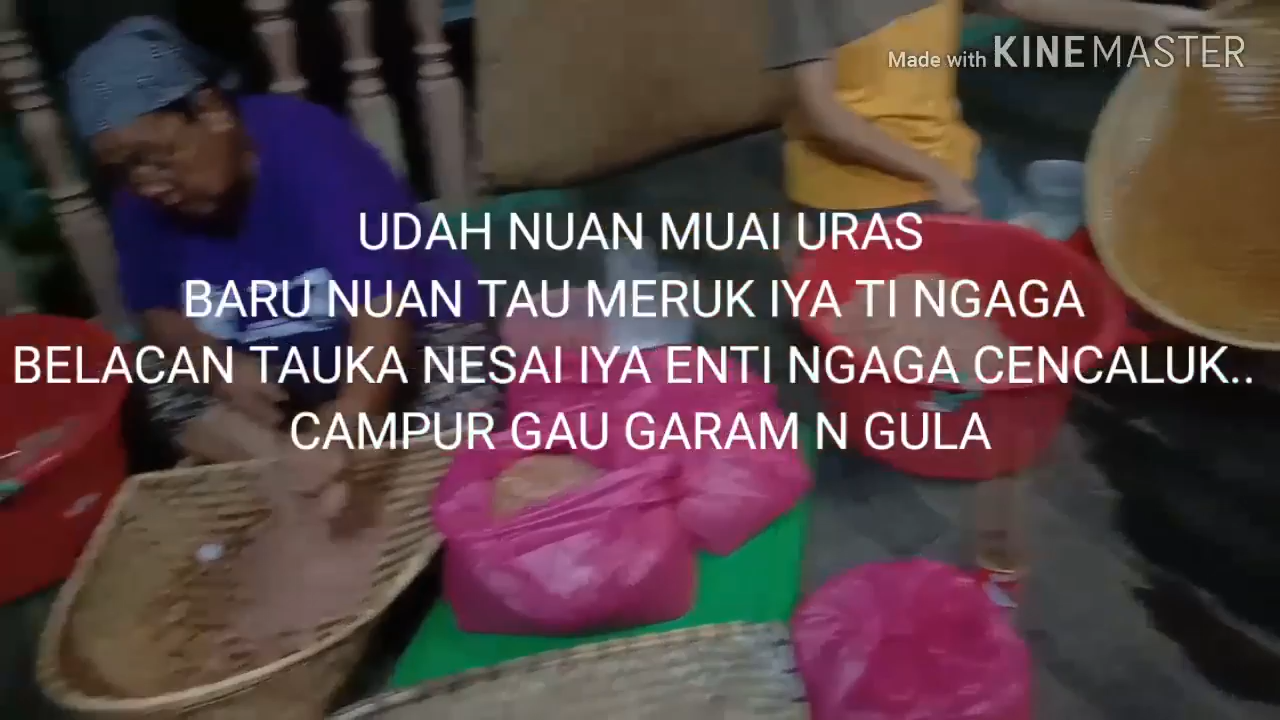 Made with KINEMASTER
UDAH NUAN MUAI URAS
BARU NUAN TAU MERUK IYA TI NGAGA
BELACAN TAUKA NESAI IYA ENTI NGAGA CENCALUK..
CAMPUR GAU GARAM N GULA